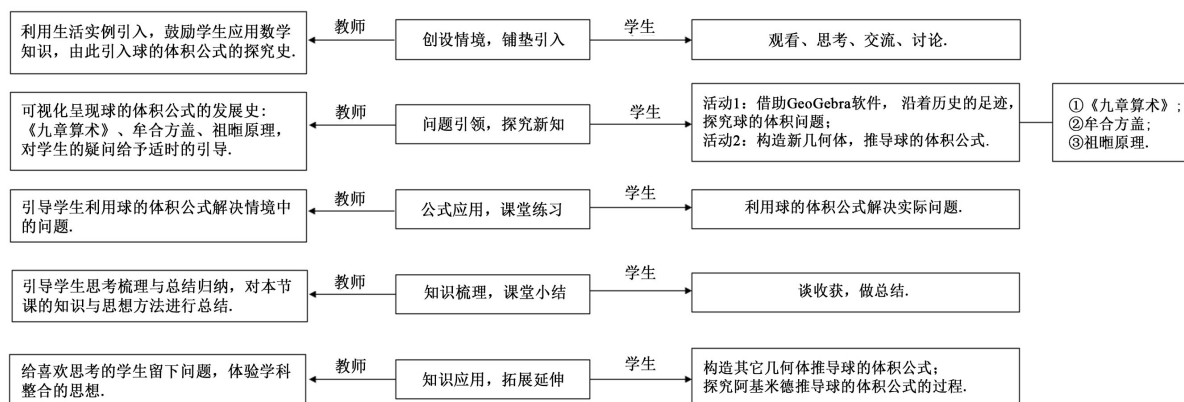 利用生活实例引入，鼓励学生应用数学
知识，由此引入球的体积公式的探究史.
教师
创设情境，铺垫引入
学生
观看、思考、交流、讨论.
可视化呈现球的体积公式的发展史：
《九章算术》、牟合方盖、祖暅原理，
对学生的疑问给予适时的引导.
教师
问题引领，探究新知
学生
活动1：借助GeoGebra软件，沿着历史的足迹，
探究球的体积问题；
活动2：构造新几何体，推导球的体积公式.
①《九章算术》；
②牟合方盖；
③祖暅原理.
引导学生利用球的体积公式解决情境中
的问题.
教师
公式应用，课堂练习
学生
利用球的体积公式解决实际问题.
引导学生思考梳理与总结归纳，对本节
课的知识与思想方法进行总结.
教师
知识梳理，课堂小结
学生
谈收获，做总结.
给喜欢思考的学生留下问题，体验学科
整合的思想.
教师
知识应用，拓展延伸
学生
构造其它几何体推导球的体积公式；
探究阿基米德推导球的体积公式的过程.